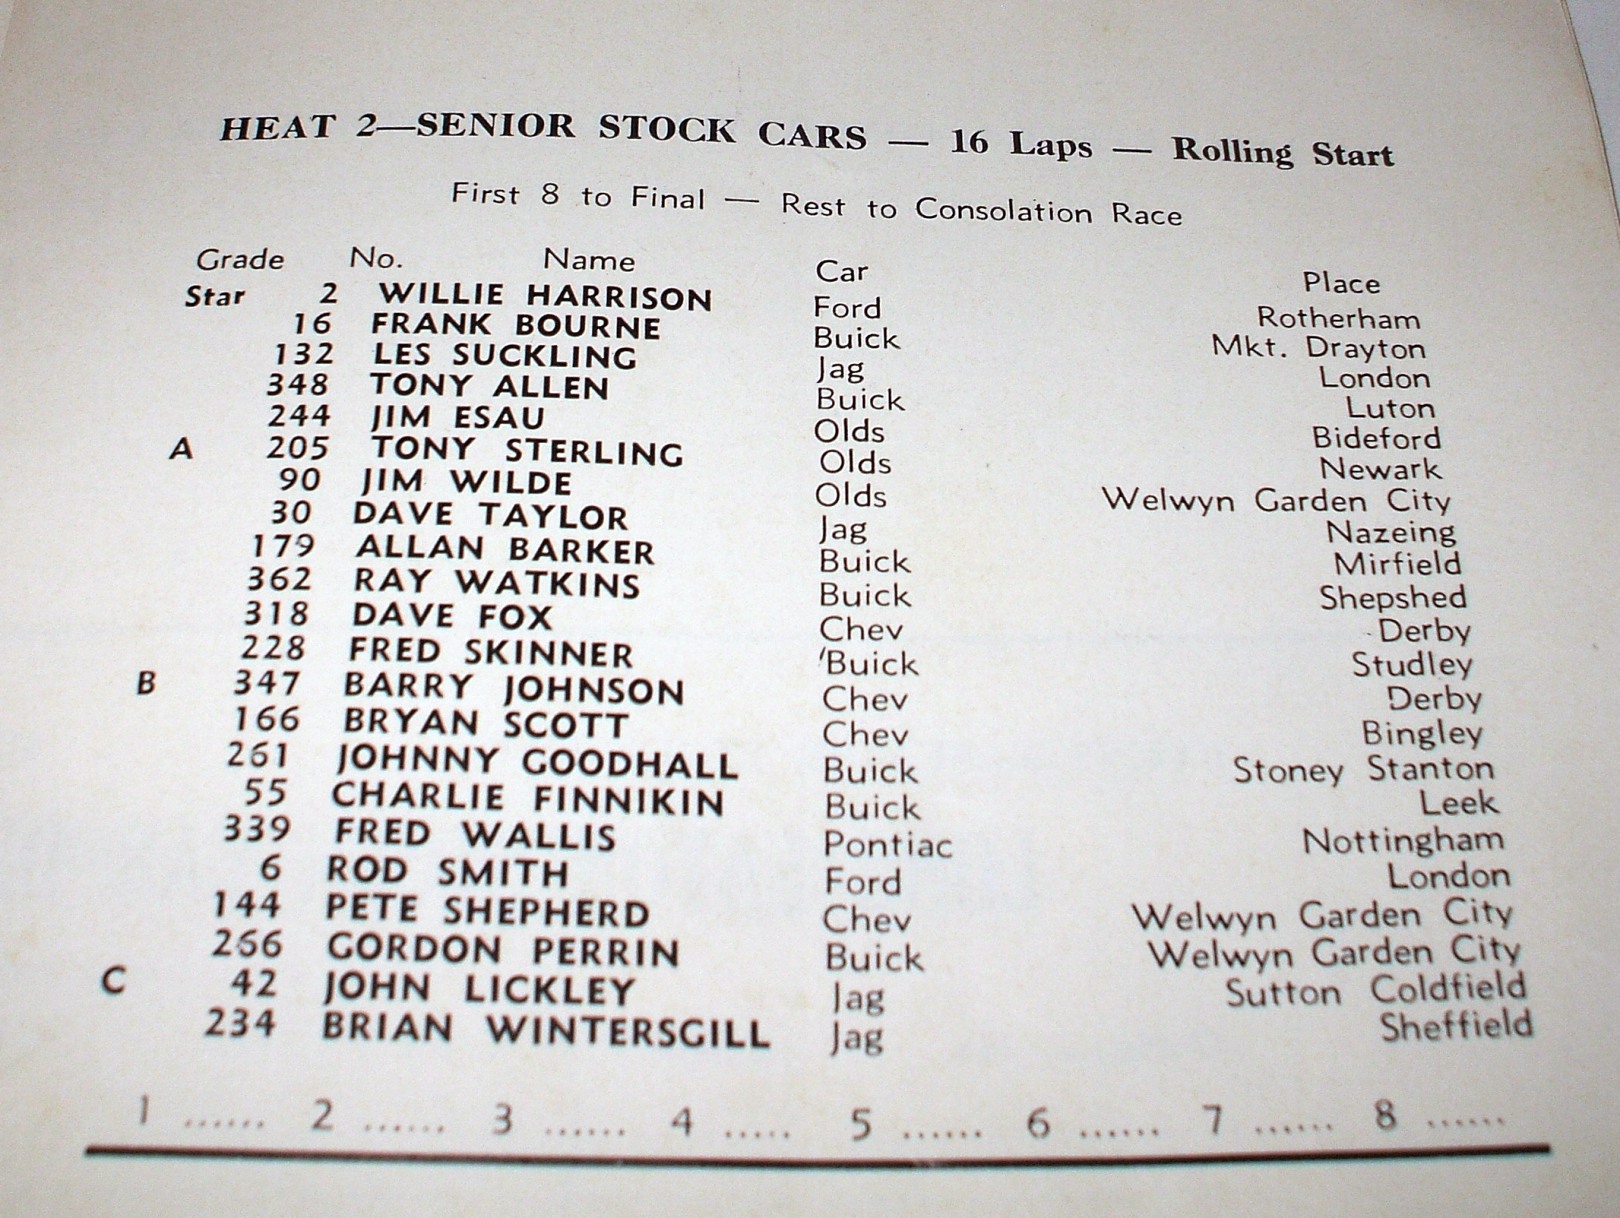 HEAT 2—SENIOR STOCK CARS — 16 Laps — Rolling Start
First 8 to Final — Rest to Consolation Race
Grade No. Name Car Place
Star 2 WILLIE HARRISON Ford Rotherham
16 FRANK BOURNE Buick Mkt. Drayton
132 LES SUCKLING Jag London
348 TONY ALLEN Buick Luton
244 JIM ESAU Olds Bideford
A 205 TONY STERLING Olds Newark
90 JIM WILDE Olds Welwyn Garden City
30 DAVE TAYLOR Jag Nazeing
179 ALLAN BARKER Buick Mirfield
362 RAY WATKINS Buick Shepshed
318 DAVE FOX Chev Derby
228 FRED SKINNER 'Buick Studley
B 347 BARRY JOHNSON Chev Derby
166 BRYAN SCOTT Chev Bingley
261 JOHNNY GOODHALL Buick Stoney Stanton
55 CHARLIE FINNIKIN Buick Leek
339 FRED WALLIS Pontiac Nottingham
6 ROD SMITH Ford London
144 PETE SHEPHERD Chev Welwyn Garden City
266 GORDON PERRIN Buick Welwyn Garden City
C 42 JOHN LICKLEY Jag Sutton Coldfield
234 BRIAN WINTERSGILL Jag Sheffield
1 ...... 2 ...... 3 ...... 4 ..... 5 ...... 6 ...... 7 ...... 8 ......